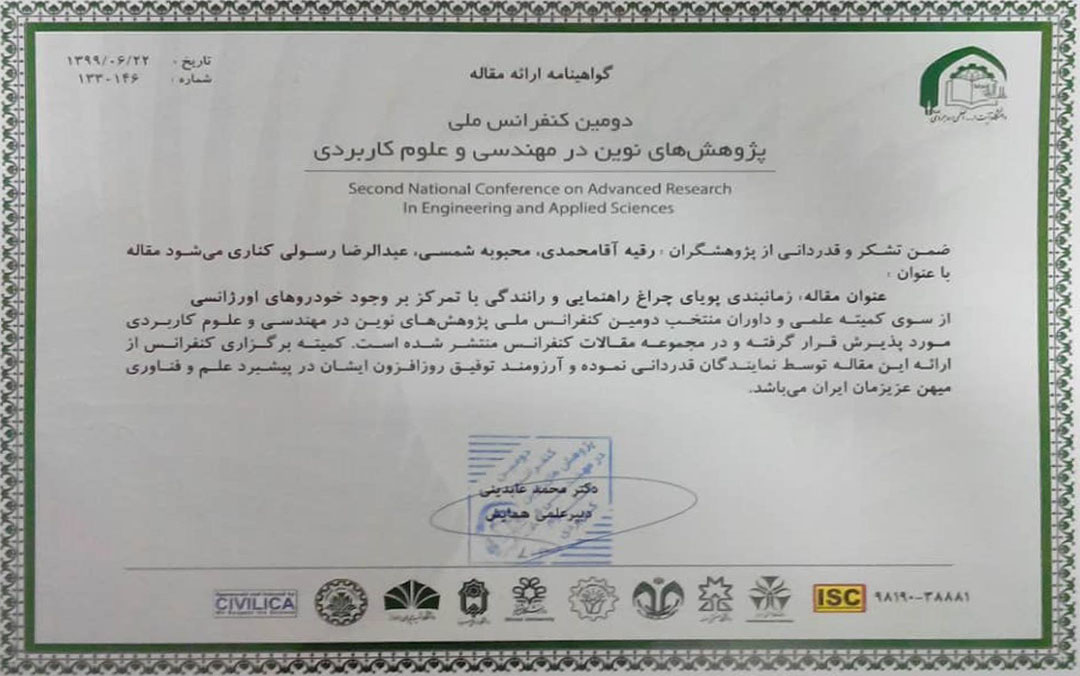 تاریخ : ۱۳۹۹/۰۶/۲۲
شماره : ۱۳۳۰۱۴۶
گواهینامه ارائه مقاله
دومین کنفرانس ملی
پژوهش‌های نوین در مهندسی و علوم کاربردی
Second National Conference on Advanced Research
In Engineering and Applied Sciences
ضمن تشکر و قدردانی از پژوهشگران : رقیه آقامحمدی، محبوبه شمسی، عبدالرضا رسولی کناری می‌شود مقاله
با عنوان :
عنوان مقاله: زمانبندی پویای چراغ راهنمایی و رانندگی با تمرکز بر وجود خودروهای اورژانسی
از سوی کمیته علمی و داوران منتخب دومین کنفرانس ملی پژوهش‌های نوین در مهندسی و علوم کاربردی
مورد پذیرش قرار گرفته و در مجموعه مقالات کنفرانس منتشر شده است. کمیته برگزاری کنفرانس از
ارائه این مقاله توسط نمایندگان قدردانی نموده و آرزومند توفیق روزافزون ایشان در پیشبرد علم و فناوری
میهن عزیزمان ایران می‌باشد.
دکتر محمد عابدینی
دبیر علمی همایش
CIVILICA
ISC
۹۸۱۹۰-۳۸۸۸۱